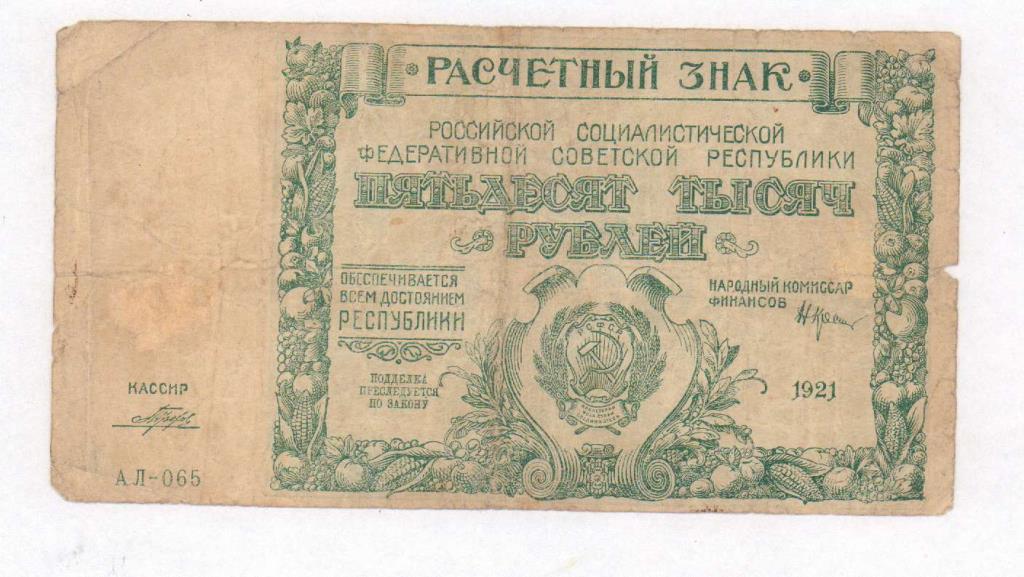 РАСЧЕТНЫЙ ЗНАК
РОССИЙСКОЙ СОЦИАЛИСТИЧЕСКОЙ
ФЕДЕРАТИВНОЙ СОВЕТСКОЙ РЕСПУБЛИКИ
ПЯТЬДЕСЯТ ТЫСЯЧ
РУБЛЕЙ
ОБЕСПЕЧИВАЕТСЯ
ВСЕМ ДОСТОЯНИЕМ
РЕСПУБЛИКИ
ПОДДЕЛКА
ПРЕСЛЕДУЕТСЯ
ПО ЗАКОНУ
НАРОДНЫЙ КОМИССАР
ФИНАНСОВ
РСФСР
1921
КАССИР
АЛ-065